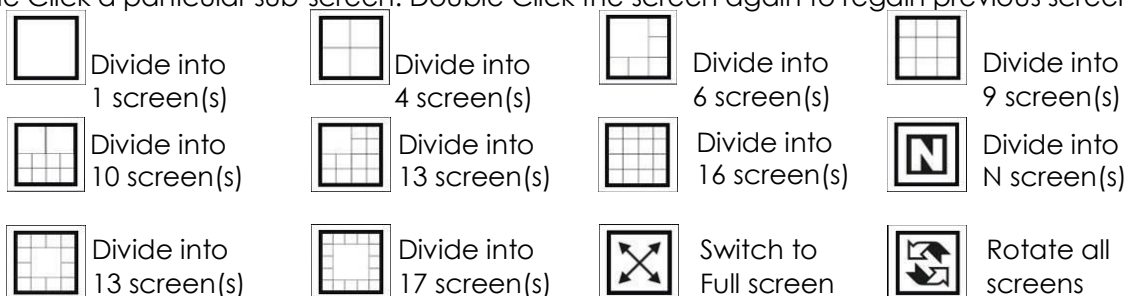 le Click a particular sub-screen. Double Click the screen again to regain previous screen
Divide into
1 screen(s)
Divide into
4 screen(s)
Divide into
6 screen(s)
Divide into
9 screen(s)
Divide into
10 screen(s)
Divide into
13 screen(s)
Divide into
16 screen(s)
N
Divide into
N screen(s)
Divide into
13 screen(s)
Divide into
17 screen(s)
Switch to
Full screen
Rotate all
screens